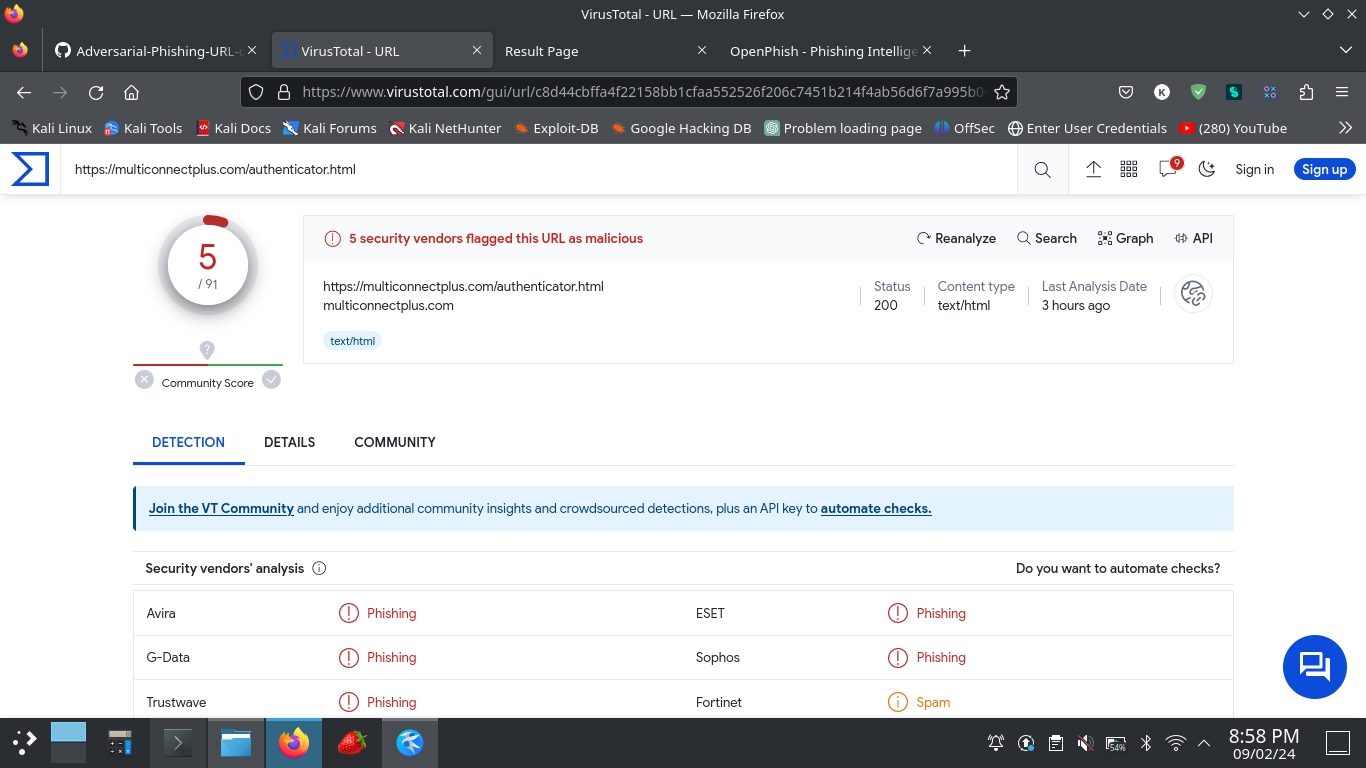 VirusTotal - URL — Mozilla Firefox
Adversarial-Phishing-URL-
VirusTotal - URL
Result Page
OpenPhish - Phishing Intellige
https://www.virustotal.com/gui/url/c8d44cbffa4f22158bb1cfaa552526f206c7451b214f4ab56d6f7a995b0
Kali Linux
Kali Tools
Kali Docs
Kali Forums
Kali NetHunter
Exploit-DB
Google Hacking DB
Problem loading page
OffSec
Enter User Credentials
(280) YouTube
https://multiconnectplus.com/authenticator.html
9
Sign in
Sign up
5
/ 91
?
Community Score
5 security vendors flagged this URL as malicious
Reanalyze
Search
Graph
API
https://multiconnectplus.com/authenticator.html
multiconnectplus.com
text/html
Status
200
Content type
text/html
Last Analysis Date
3 hours ago
DETECTION
DETAILS
COMMUNITY
Join the VT Community and enjoy additional community insights and crowdsourced detections, plus an API key to automate checks.
Security vendors' analysis
Do you want to automate checks?
Avira
Phishing
ESET
Phishing
G-Data
Phishing
Sophos
Phishing
Trustwave
Phishing
Fortinet
Spam
54%
8:58 PM
09/02/24